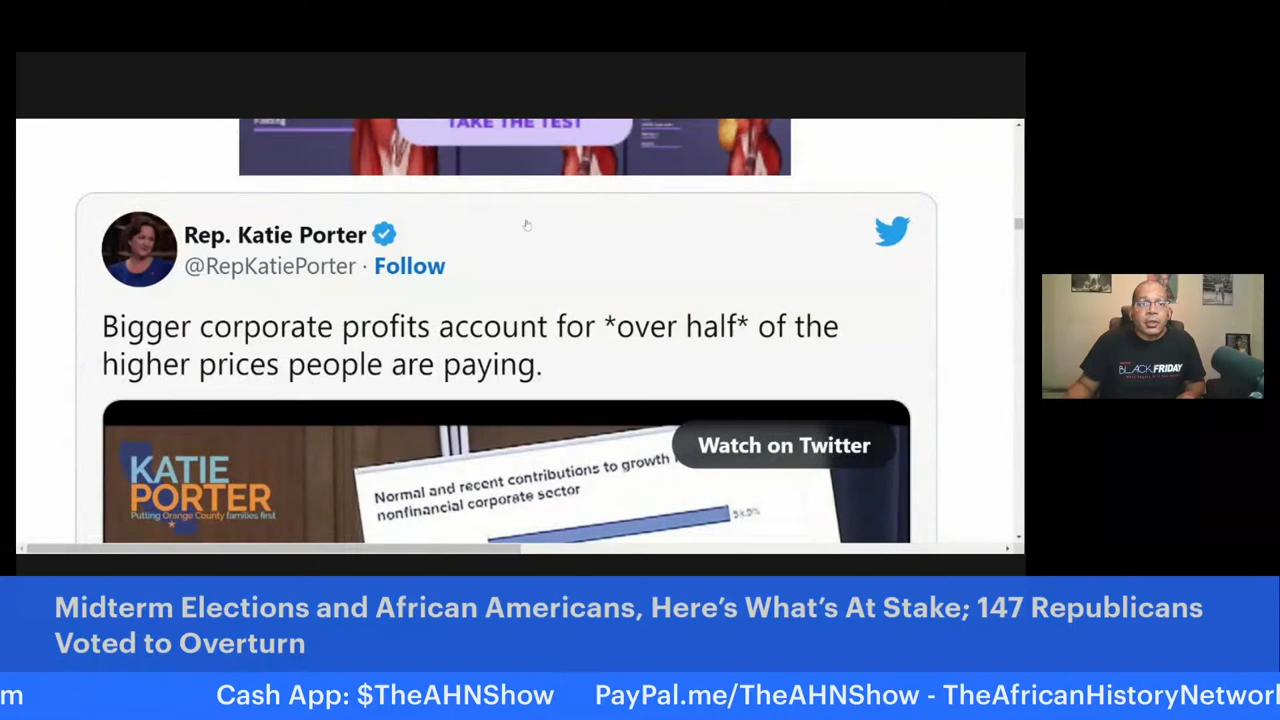 TAKE THE TEST
Rep. Katie Porter
@RepKatiePorter · Follow
Bigger corporate profits account for *over half* of the
higher prices people are paying.
Watch on Twitter
KATIE
PORTER
Putting Orange County families first
Normal and recent contributions to growth
nonfinancial corporate sector
BLACK FRIDAY
Midterm Elections and African Americans, Here's What's At Stake; 147 Republicans
Voted to Overturn
m Cash App: $TheAHNShow PayPal.me/TheAHNShow - TheAfricanHistoryNetwork